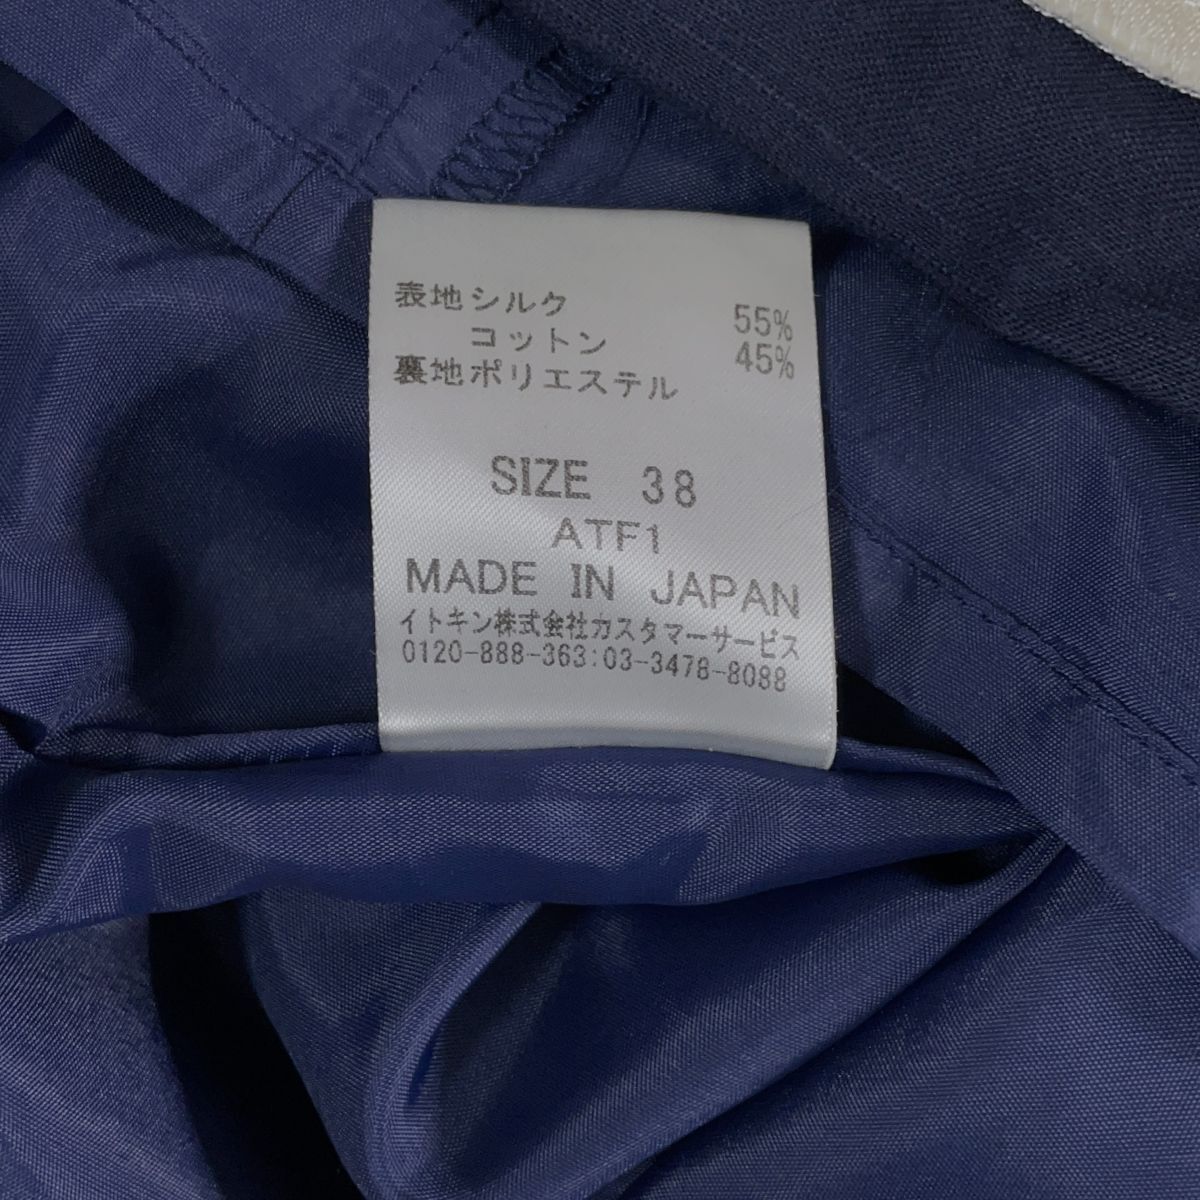 表地シルク 55%
コットン 45%
裏地ポリエステル
SIZE 38
ATF1
MADE IN JAPAN
イトキン株式会社カスタマーサービス
0120-888-363:03-3478-8088